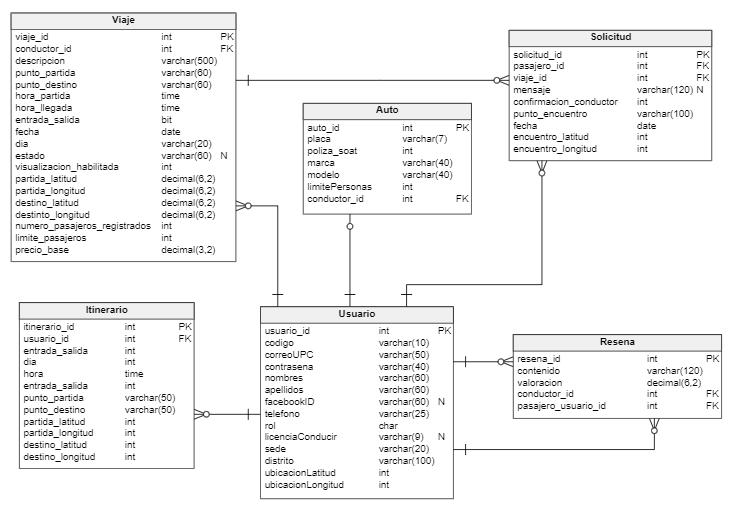 Viaje
viaje_id int PK
conductor_id int FK
descripcion varchar(500)
punto_partida varchar(60)
punto_destino varchar(60)
hora_partida time
hora_llegada time
entrada_salida bit
fecha date
dia varchar(20)
estado varchar(60) N
visualizacion_habilitada int
partida_latitud decimal(6,2)
partida_longitud decimal(6,2)
destino_latitud decimal(6,2)
destinto_longitud decimal(6,2)
numero_pasajeros_registrados int
limite_pasajeros int
precio_base decimal(3,2)
Auto
auto_id int PK
placa varchar(7)
poliza_soat int
marca varchar(40)
modelo varchar(40)
limitePersonas int
conductor_id int FK
Solicitud
solicitud_id int PK
pasajero_id int FK
viaje_id int FK
mensaje varchar(120) N
confirmacion_conductor int
punto_encuentro varchar(100)
fecha date
encuentro_latitud int
encuentro_longitud int
Itinerario
itinerario_id int PK
usuario_id int FK
entrada_salida int
dia int
hora time
entrada_salida int
punto_partida varchar(50)
punto_destino varchar(50)
partida_latitud int
partida_longitud int
destino_latitud int
destino_longitud int
Usuario
usuario_id int PK
codigo varchar(10)
correoUPC varchar(50)
contrasena varchar(40)
nombres varchar(60)
apellidos varchar(60)
facebookID varchar(60) N
telefono varchar(25)
rol char
licenciaConducir varchar(9) N
sede varchar(20)
distrito varchar(100)
ubicacionLatitud int
ubicacionLongitud int
Resena
resena_id int PK
contenido varchar(120)
valoracion decimal(6,2)
conductor_id int FK
pasajero_usuario_id int FK